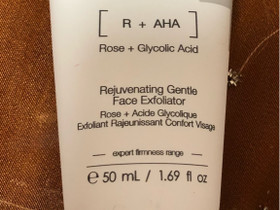 [ R + AHA ]
Rose + Glycolic Acid
Rejuvenating Gentle
Face Exfoliator
Rose + Acide Glycolique
Exfoliant Rajeunissant Confort Visage
expert firmness range
℮ 50 mL / 1.69 fl oz